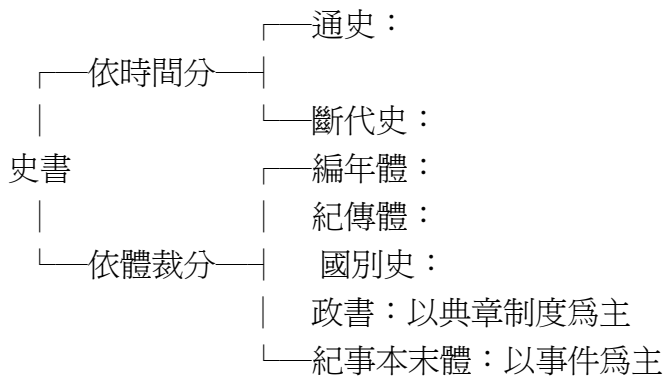 ┌──通史：
┌──依時間分──┤
│ └──斷代史：
史書 ┌──編年體：
│ │ 紀傳體：
└──依體裁分──┤ 國別史：
│ 政書：以典章制度爲主
└──紀事本末體：以事件爲主